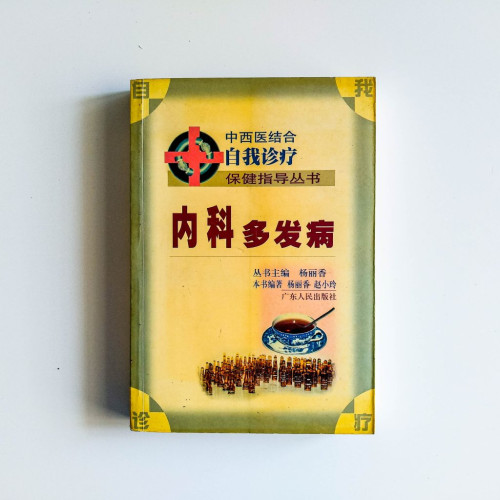 自 我
中西医结合
自我诊疗
保健指导丛书
内科多发病
丛书主编 杨丽香
本书编著 杨丽香 赵小玲
广东人民出版社
诊 疗